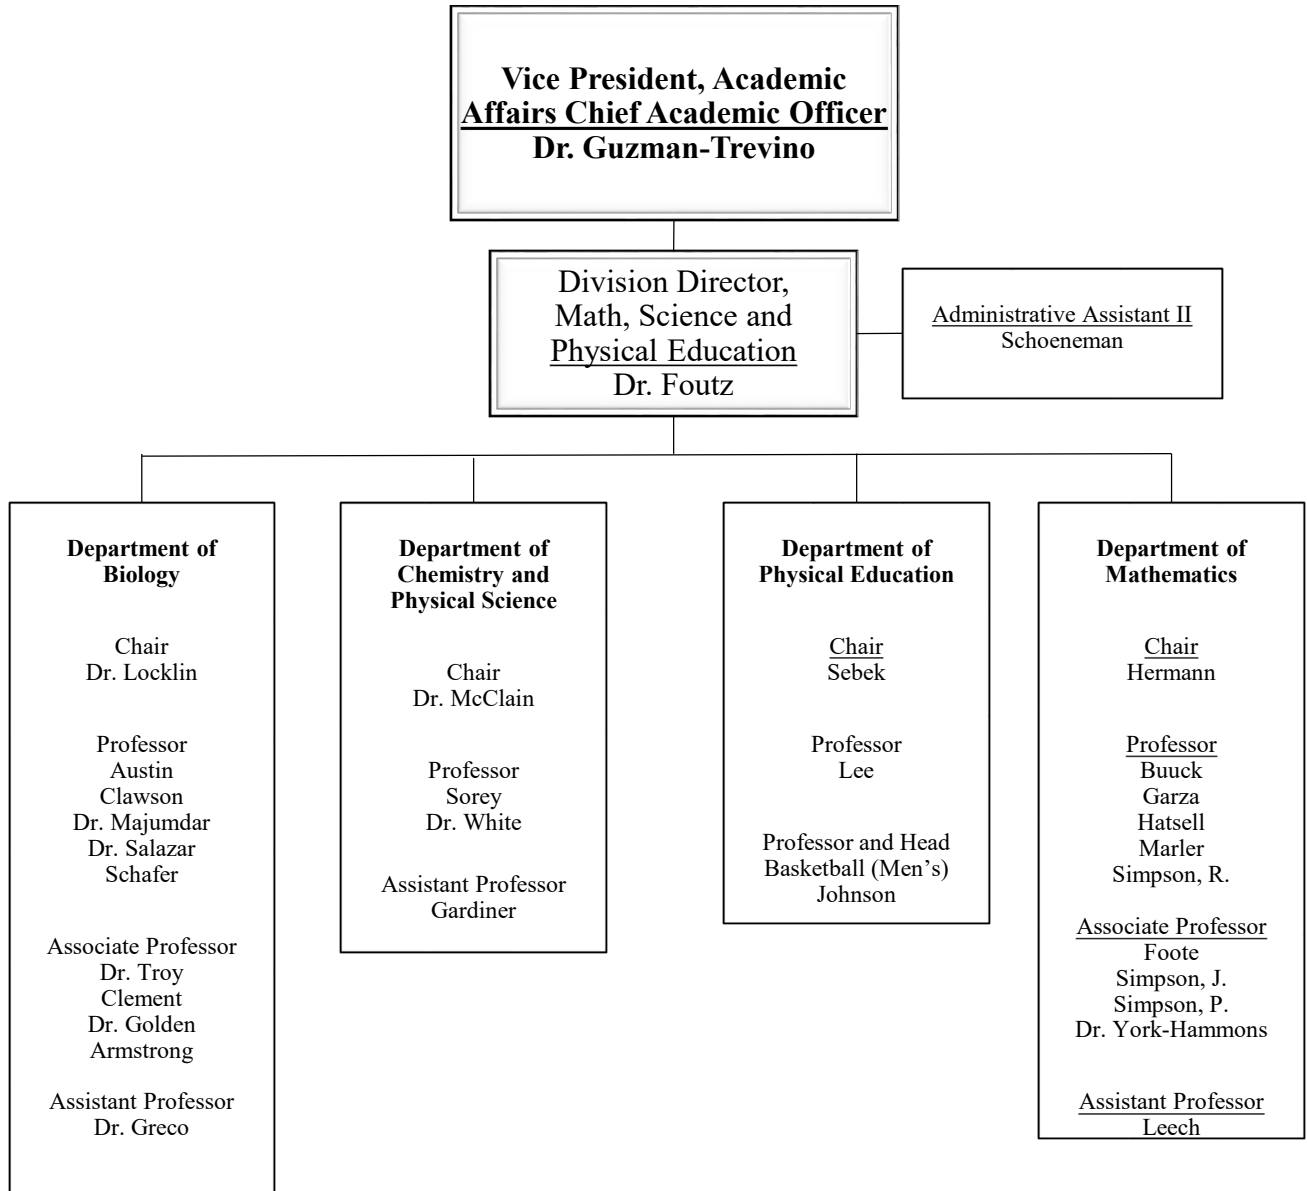 Vice President, Academic
Affairs Chief Academic Officer
Dr. Guzman-Trevino
Division Director,
Math, Science and
Physical Education
Dr. Foutz
Administrative Assistant II
Schoeneman
Department of
Biology
Chair
Dr. Locklin
Professor
Austin
Clawson
Dr. Majumdar
Dr. Salazar
Schafer
Associate Professor
Dr. Troy
Clement
Dr. Golden
Armstrong
Assistant Professor
Dr. Greco
Department of
Chemistry and
Physical Science
Chair
Dr. McClain
Professor
Sorey
Dr. White
Assistant Professor
Gardiner
Department of
Physical Education
Chair
Sebek
Professor
Lee
Professor and Head
Basketball (Men’s)
Johnson
Department of
Mathematics
Chair
Hermann
Professor
Buuck
Garza
Hatsell
Marler
Simpson, R.
Associate Professor
Foote
Simpson, J.
Simpson, P.
Dr. York-Hammons
Assistant Professor
Leech